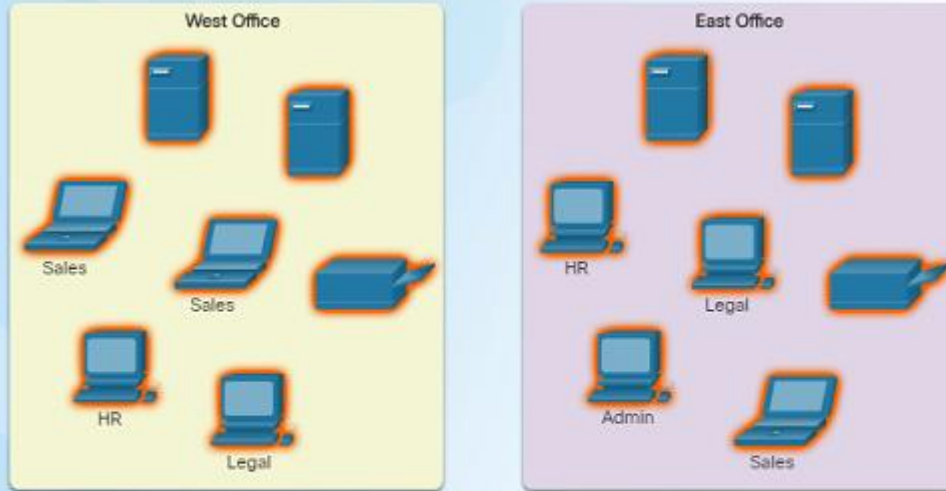 West Office
Sales
Sales
HR
Legal
East Office
HR
Legal
Admin
Sales